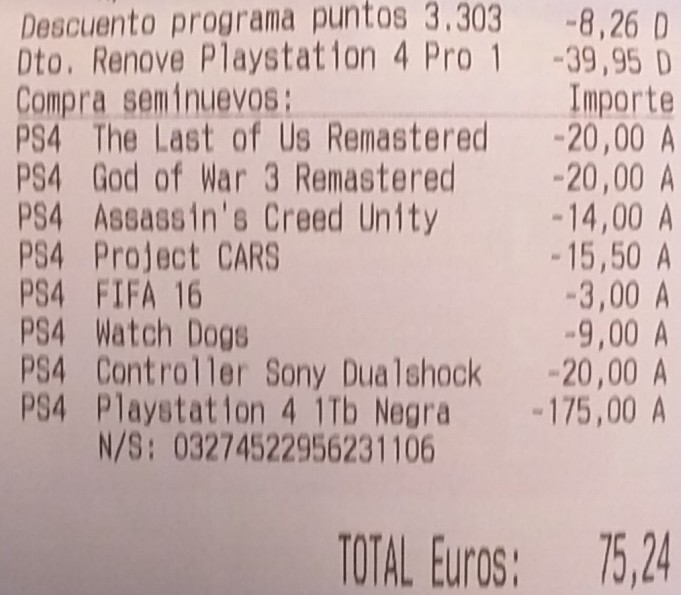 Descuento programa puntos 3.303 -8,26 D
Dto. Renove Playstation 4 Pro 1 -39,95 D
Compra seminuevos: Importe
PS4 The Last of Us Remastered -20,00 A
PS4 God of War 3 Remastered -20,00 A
PS4 Assassin's Creed Unity -14,00 A
PS4 Project CARS -15,50 A
PS4 FIFA 16 -3,00 A
PS4 Watch Dogs -9,00 A
PS4 Controller Sony Dualshock -20,00 A
PS4 Playstation 4 1Tb Negra -175,00 A
N/S: 03274522956231106
TOTAL Euros: 75,24